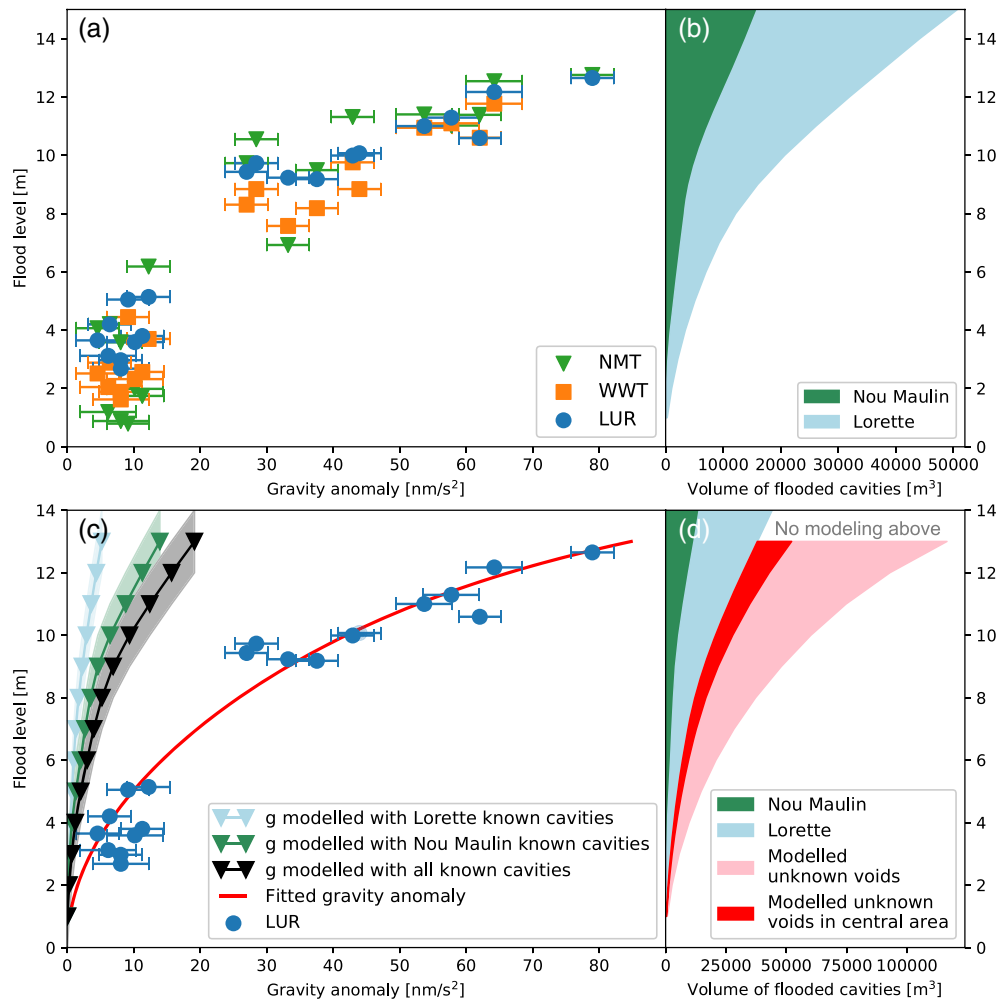 (a)
14
12
10
8
6
4
2
0
Flood level [m]
0 10 20 30 40 50 60 70 80
Gravity anomaly [nm/s²]
NMT
WWT
LUR
(b)
14
12
10
8
6
4
2
0
Nou Maulin
Lorette
0 10000 20000 30000 40000 50000
Volume of flooded cavities [m³]
(c)
14
12
10
8
6
4
2
0
Flood level [m]
g modelled with Lorette known cavities
g modelled with Nou Maulin known cavities
g modelled with all known cavities
Fitted gravity anomaly
LUR
0 10 20 30 40 50 60 70 80
Gravity anomaly [nm/s²]
(d)
No modeling above
14
12
10
8
6
4
2
0
Nou Maulin
Lorette
Modelled
unknown voids
Modelled unknown
voids in central area
0 25000 50000 75000 100000
Volume of flooded cavities [m³]